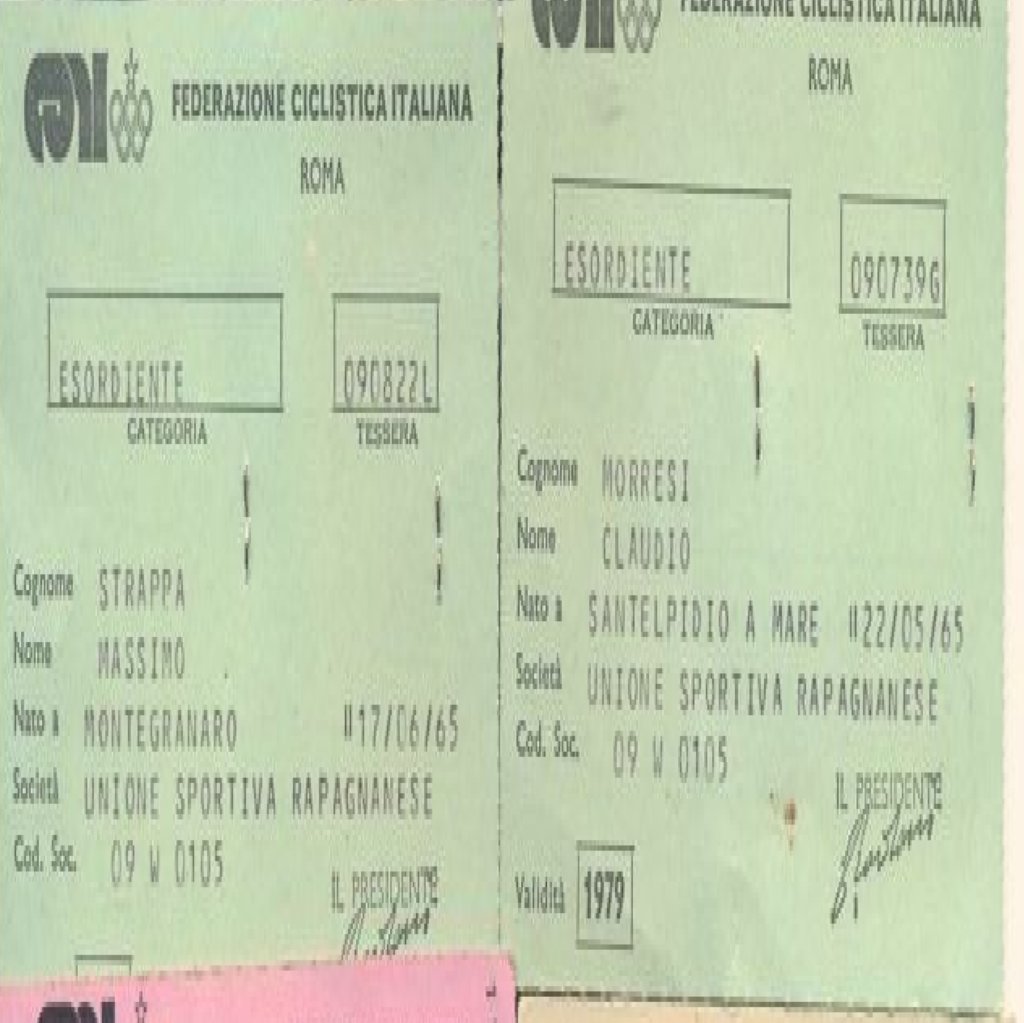 CONI FEDERAZIONE CICLISTICA ITALIANA
ROMA
ESORDIENTE 090822L
CATEGORIA TESSERA
Cognome STRAPPA
Nome MASSIMO
Nato a MONTEGRANARO "17/06/65
Società UNIONE SPORTIVA RAPAGNANESE
Cod. Soc. 09 W 0105
IL PRESIDENTE
FEDERAZIONE CICLISTICA ITALIANA
ROMA
ESORDIENTE 090739G
CATEGORIA TESSERA
Cognome MORRESI
Nome CLAUDIO
Nato a SANTELPIDIO A MARE "22/05/65
Società UNIONE SPORTIVA RAPAGNANESE
Cod. Soc. 09 W 0105
IL PRESIDENTE
Validità 1979